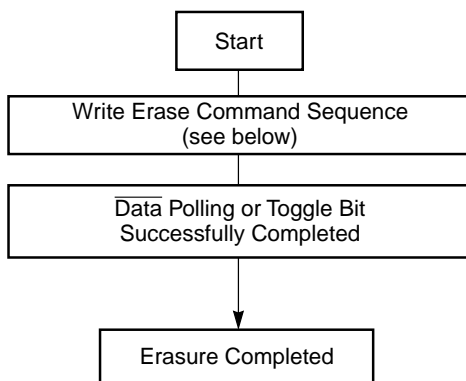 Start
Write Erase Command Sequence
(see below)
Data Polling or Toggle Bit
Successfully Completed
Erasure Completed